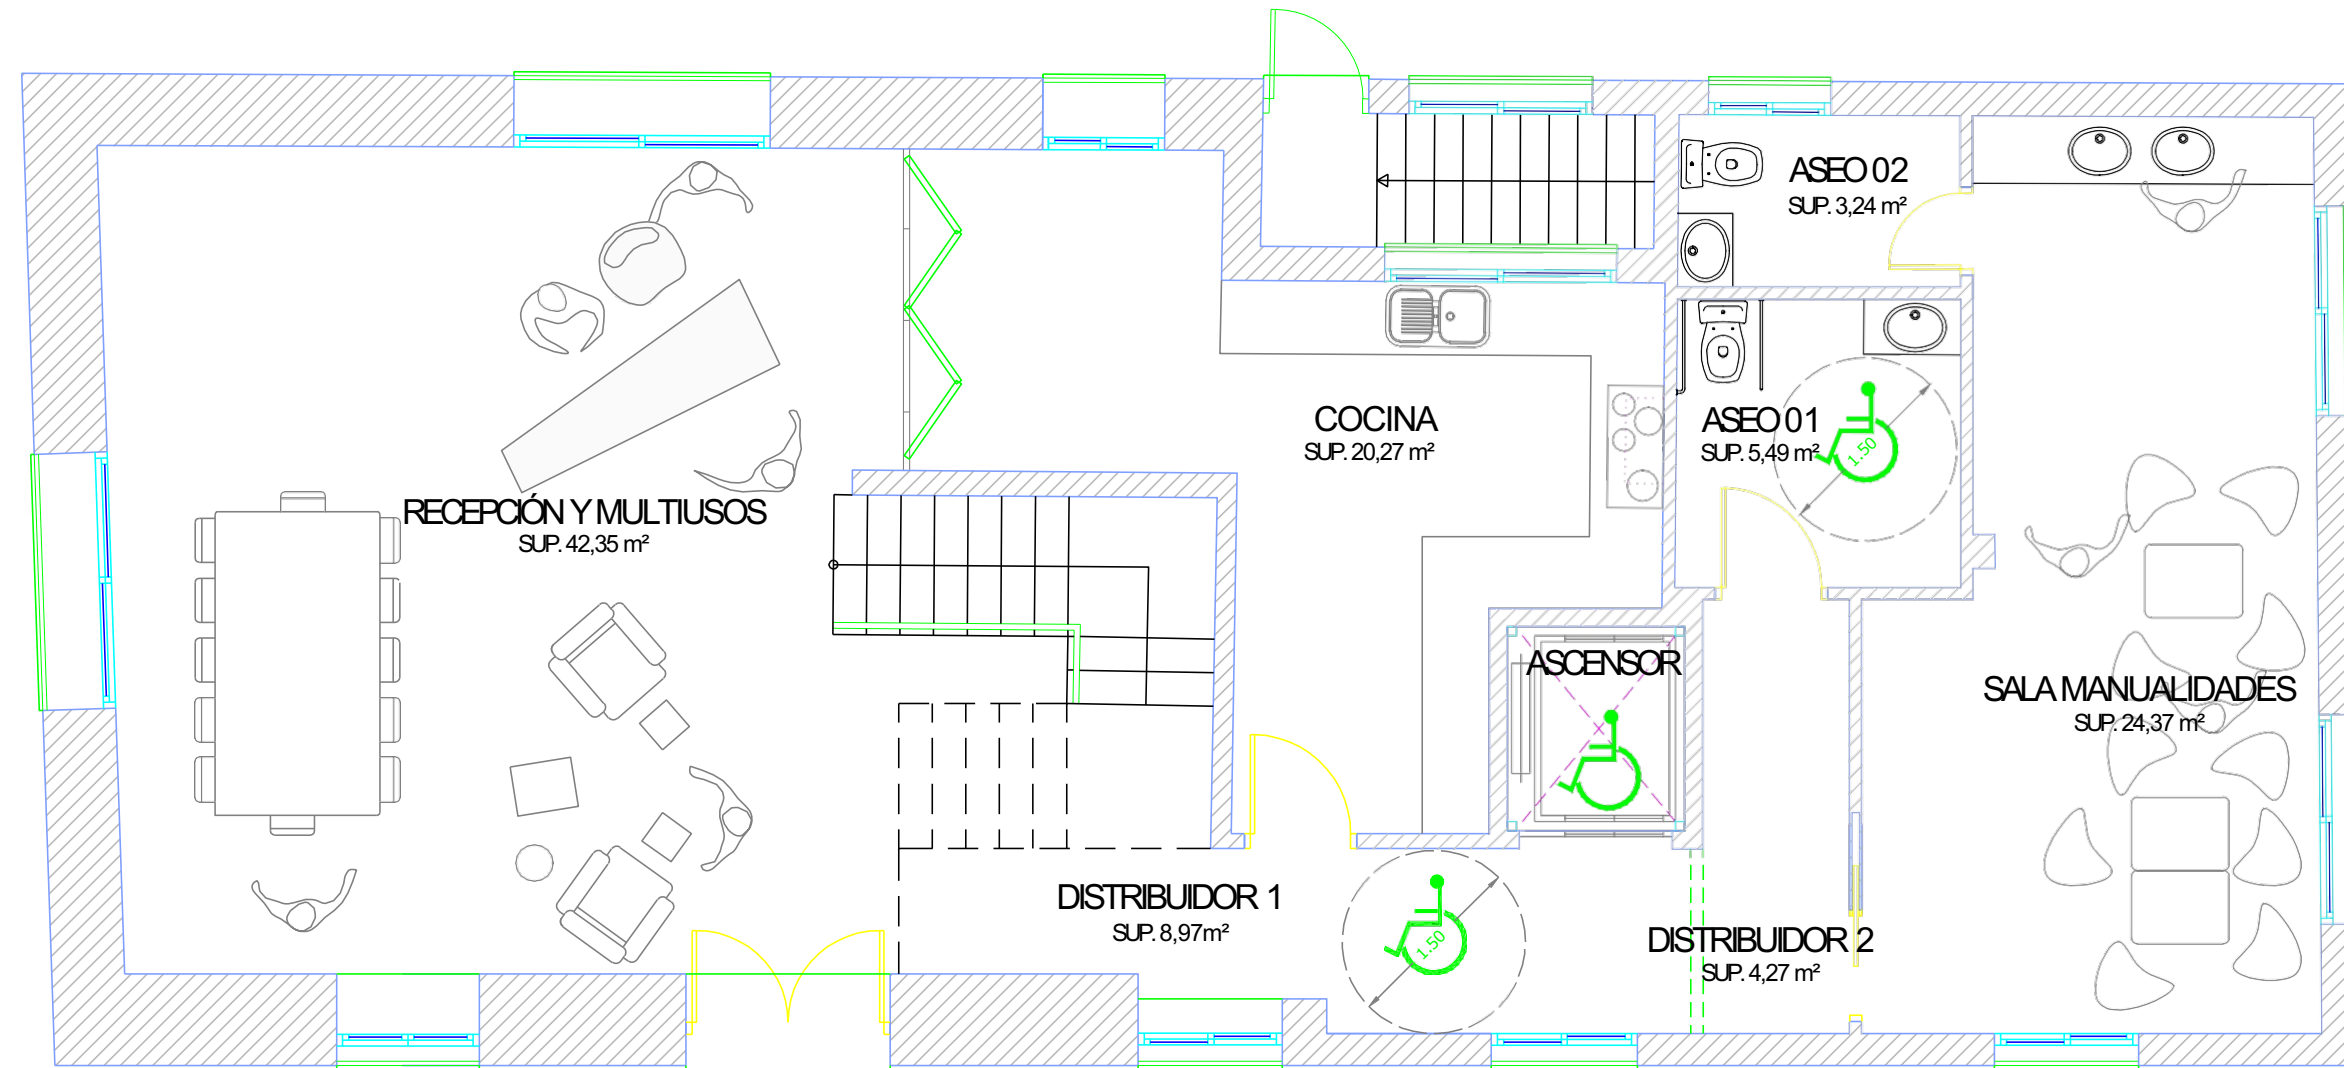 ASEO 02
SUP. 3,24 m²
COCINA
SUP. 20,27 m²
ASEO 01
SUP. 5,49 m²
1.50
RECEPCIÓN Y MULTIUSOS
SUP. 42,35 m²
ASCENSOR
SALA MANUALIDADES
SUP. 24,37 m²
DISTRIBUIDOR 1
SUP. 8,97m²
1.50
DISTRIBUIDOR 2
SUP. 4,27 m²